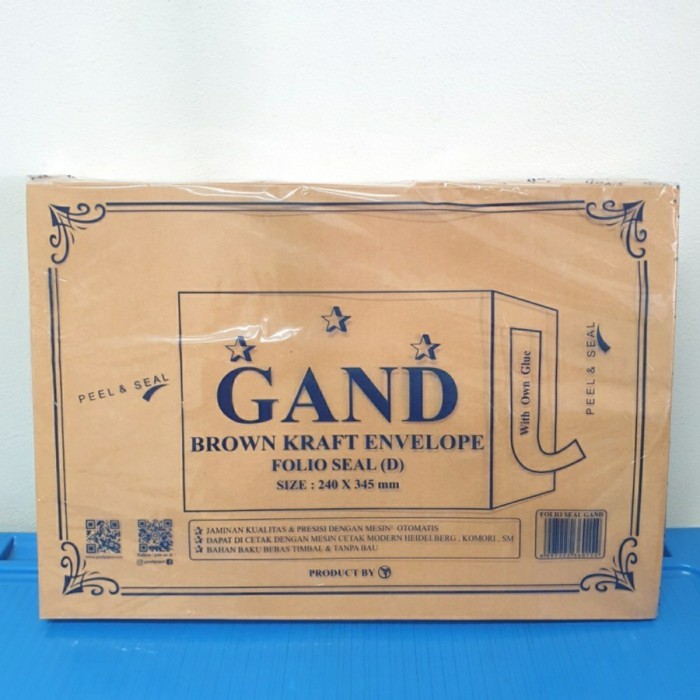 GAND
BROWN KRAFT ENVELOPE
FOLIO SEAL (D)
SIZE : 240 X 345 mm
PEEL & SEAL
With Own Glue
PEEL & SEAL
JAMINAN KUALITAS & PRESISI DENGAN MESIN² OTOMATIS
DAPAT DI CETAK DENGAN MESIN CETAK MODERN HEIDELBERG , KOMORI , SM
BAHAN BAKU BEBAS TIMBAL & TANPA BAU
FOLIO SEAL GAND
PRODUCT BY